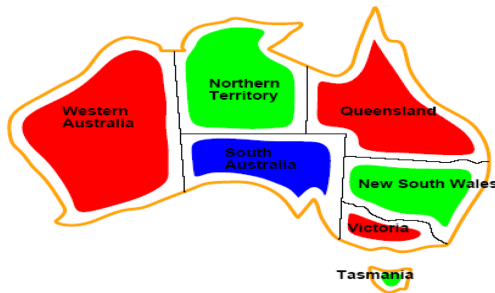 Northern
Territory
Western
Australia
Queensland
South
Australia
New South Wales
Victoria
Tasmania